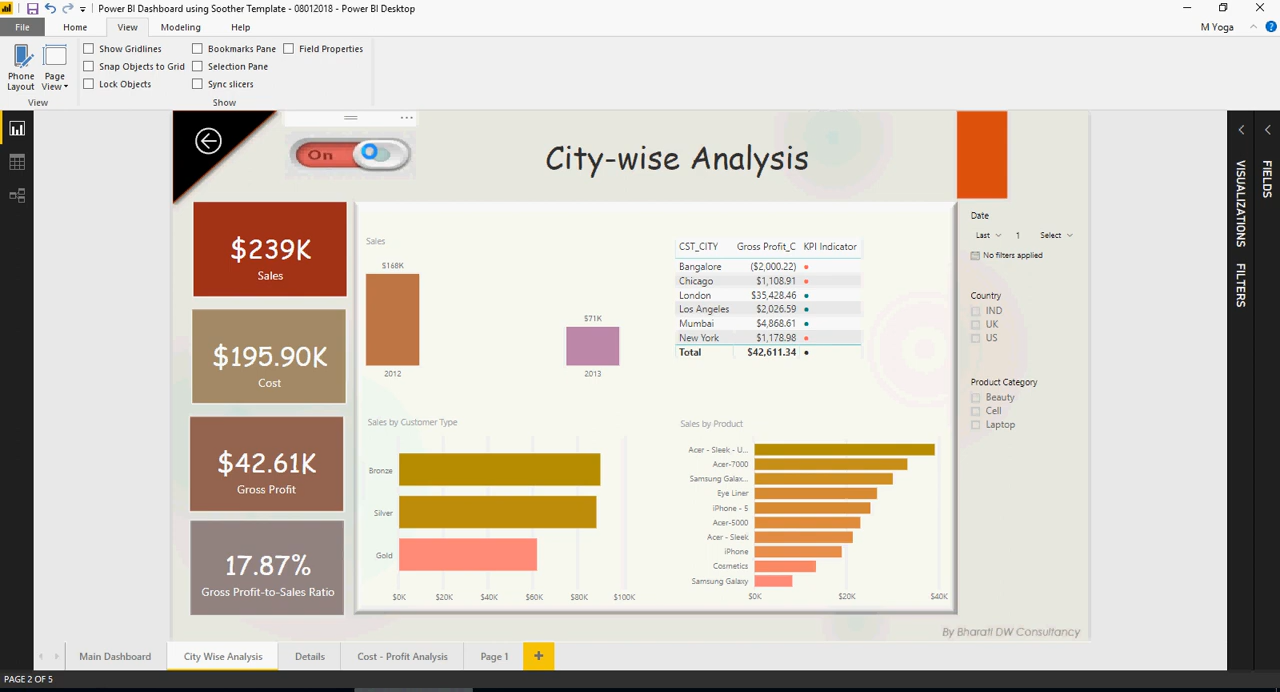 Power BI Dashboard using Soother Template - 08012018 - Power BI Desktop
File Home View Modeling Help M Yoga
Phone Layout
Page View
Show Gridlines
Snap Objects to Grid
Lock Objects
Bookmarks Pane
Selection Pane
Sync slicers
Field Properties
View Show
On
City-wise Analysis
$239K
Sales
$195.90K
Cost
$42.61K
Gross Profit
17.87%
Gross Profit-to-Sales Ratio
Sales
$168K
$71K
2012 2013
CST_CITY Gross Profit_C KPI Indicator
Bangalore ($2,000.22)
Chicago $1,108.91
London $35,428.46
Los Angeles $2,026.59
Mumbai $4,868.61
New York $1,178.98
Total $42,611.34
Sales by Customer Type
Bronze
Silver
Gold
$0K $20K $40K $60K $80K $100K
Sales by Product
Acer - Sleek - U...
Acer-7000
Samsung Galax...
Eye Liner
iPhone - 5
Acer-5000
Acer - Sleek
iPhone
Cosmetics
Samsung Galaxy
$0K $20K $40K
Date
Last 1 Select
No filters applied
Country
IND
UK
US
Product Category
Beauty
Cell
Laptop
VISUALIZATIONS
FILTERS
FIELDS
By Bharati DW Consultancy
Main Dashboard City Wise Analysis Details Cost - Profit Analysis Page 1 +
PAGE 2 OF 5